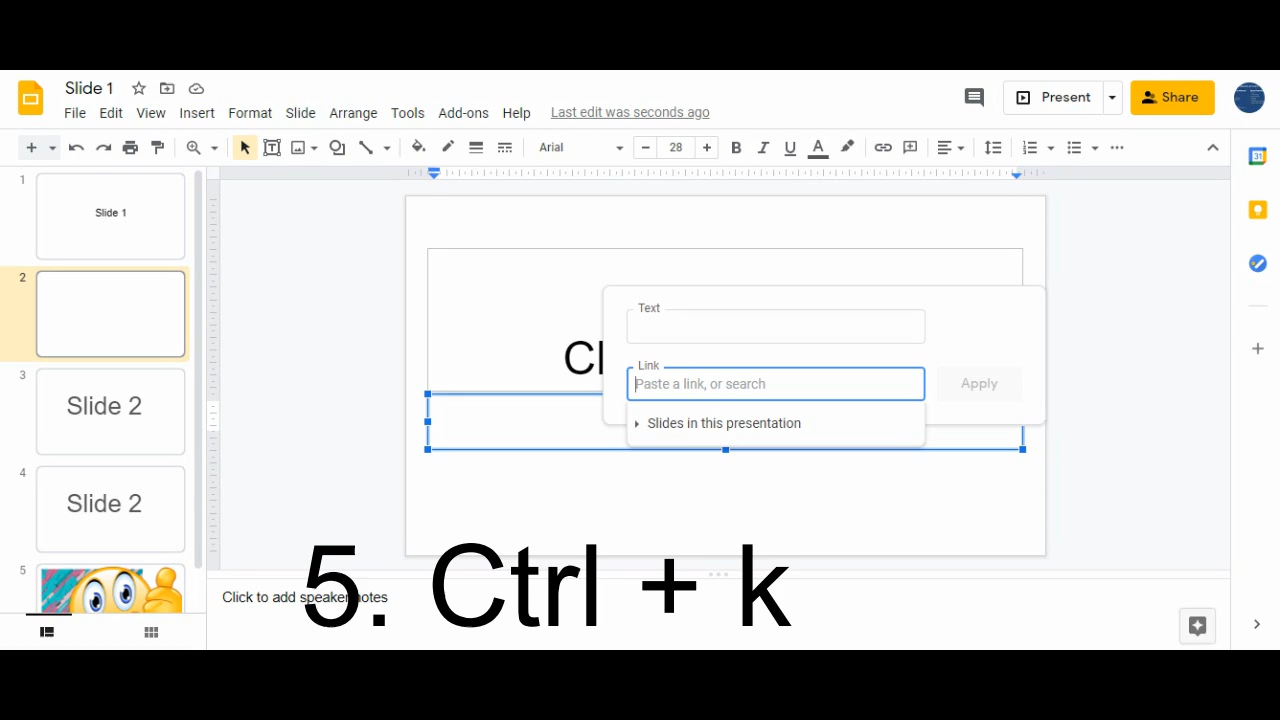 Slide 1
File Edit View Insert Format Slide Arrange Tools Add-ons Help Last edit was seconds ago
Present
Share
Arial
28
B I U A
31
1
Slide 1
2
3
Slide 2
4
Slide 2
5
Cl
Text
Link
Paste a link, or search
Apply
Slides in this presentation
Click to add speaker notes
5. Ctrl + k